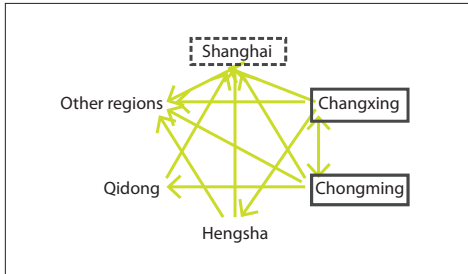 Shanghai
Other regions
Changxing
Qidong
Chongming
Hengsha